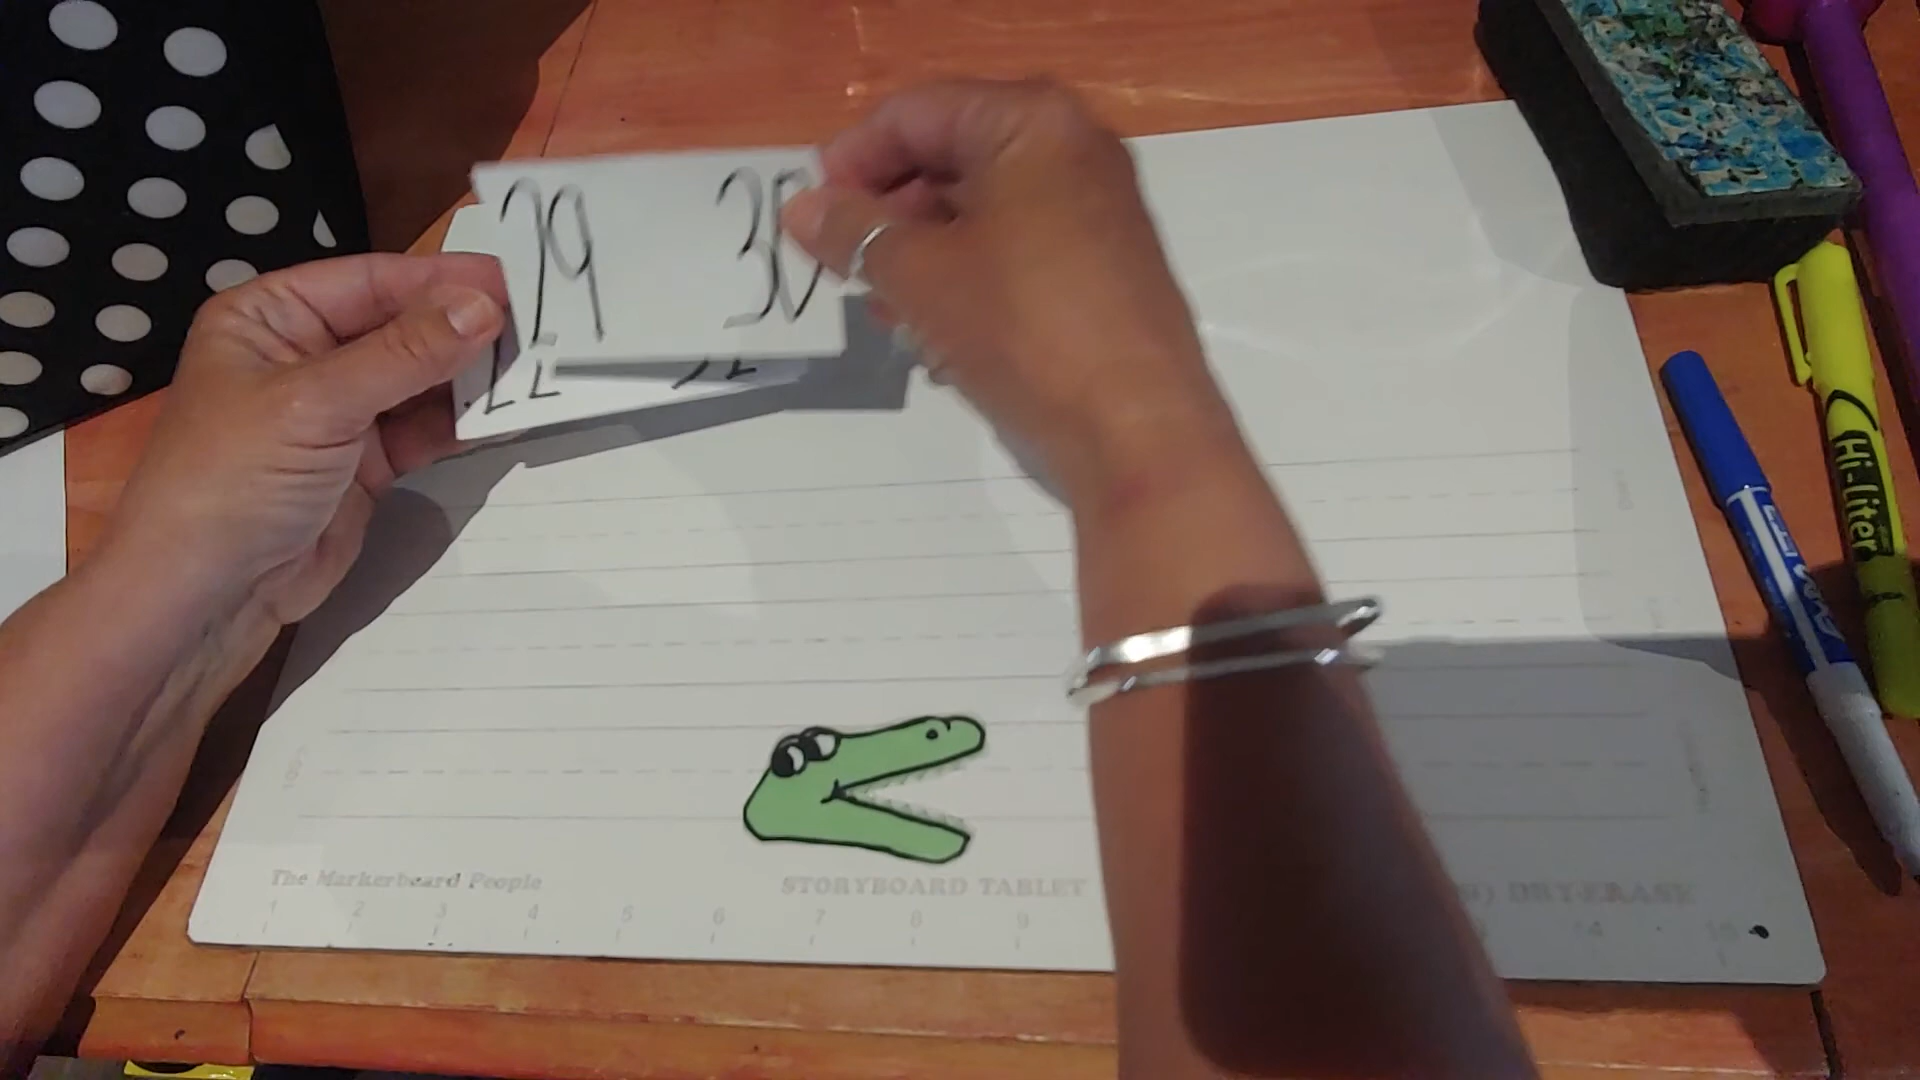 29 30
Hi-Liter
The Markerboard People
STORYBOARD TABLET
DRY-ERASE
1 2 3 4 5 6 7 8 9 14